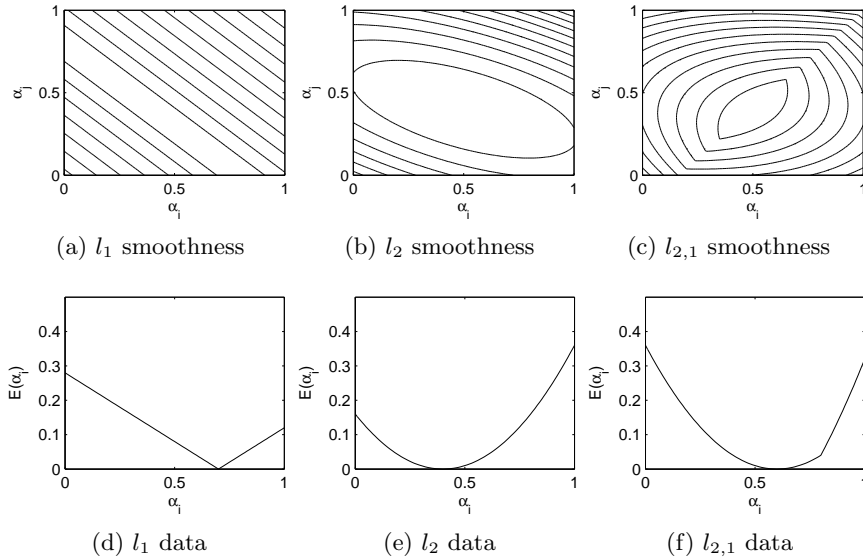 1
0.5
0
0
0.5
1
α_j
α_i
(a) l_1 smoothness
1
0.5
0
0
0.5
1
α_j
α_i
(b) l_2 smoothness
1
0.5
0
0
0.5
1
α_j
α_i
(c) l_{2,1} smoothness
0.4
0.3
0.2
0.1
0
0
0.5
1
E(α_i)
α_i
(d) l_1 data
0.4
0.3
0.2
0.1
0
0
0.5
1
E(α_i)
α_i
(e) l_2 data
0.4
0.3
0.2
0.1
0
0
0.5
1
E(α_i)
α_i
(f) l_{2,1} data